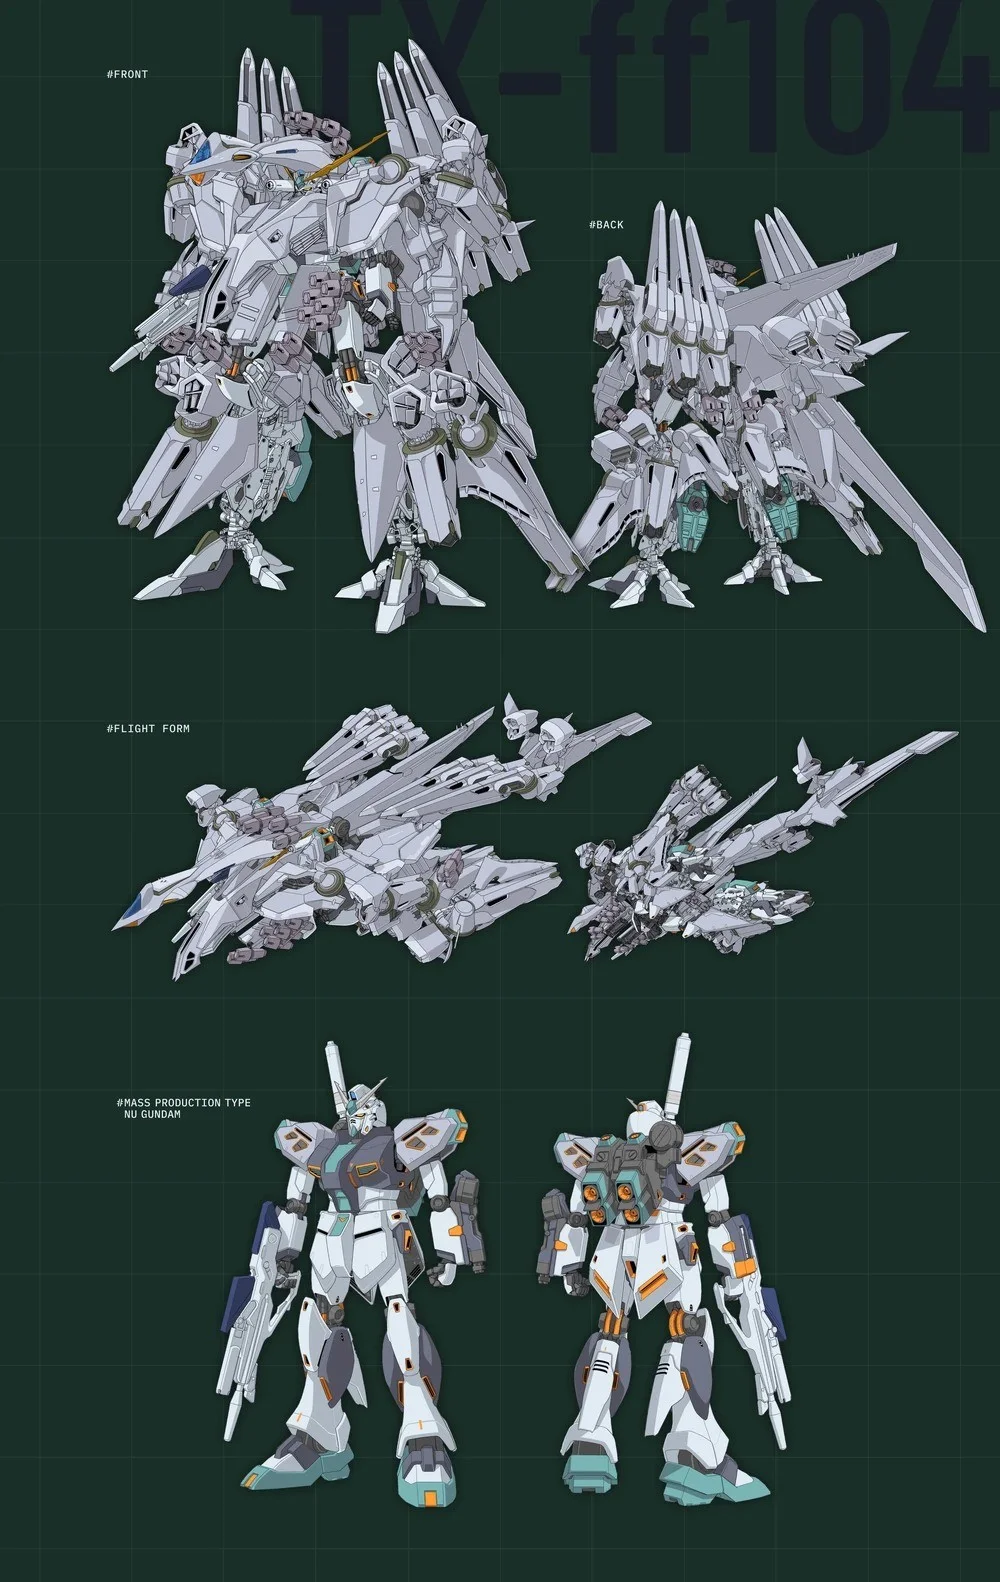 TX-ff104
#FRONT
#BACK
#FLIGHT FORM
#MASS PRODUCTION TYPE
NU GUNDAM